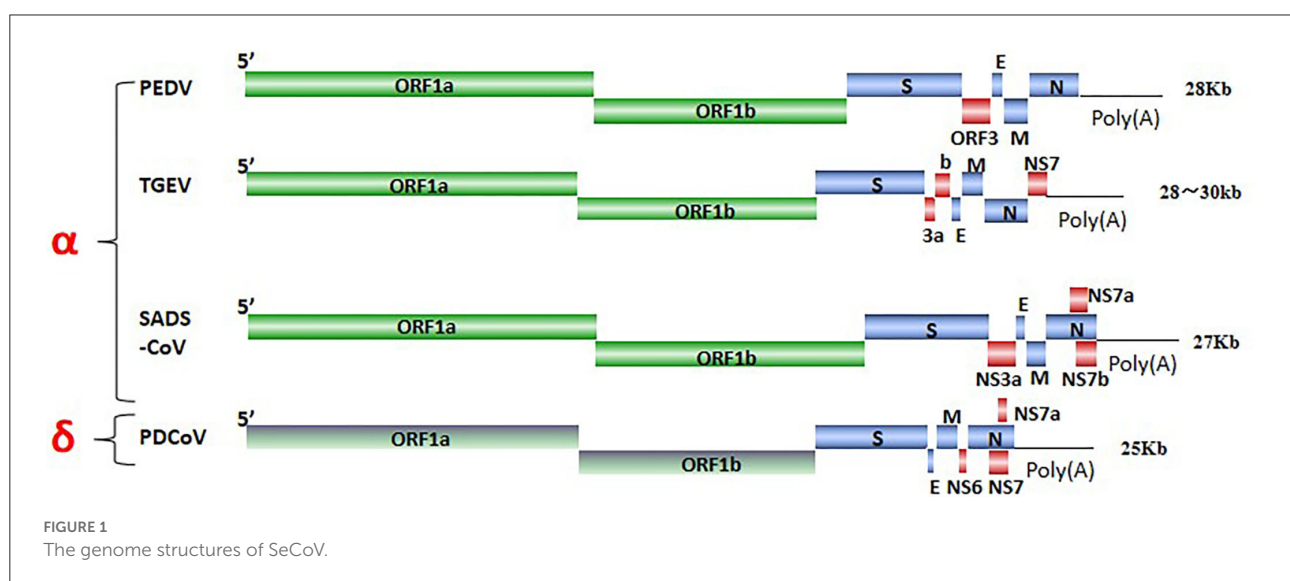 5’ E
PEDV ORF1a S N 28Kb
ORF1b Poly(A)
ORF3 M
5’ b M NS7
TGEV ORF1a S 28～30kb
ORF1b N Poly(A)
3a E
α
5’ E NS7a
SADS
-CoV ORF1a S N 27Kb
ORF1b Poly(A)
NS3a M NS7b
5’ M NS7a
δ PDCoV ORF1a S N 25Kb
ORF1b Poly(A)
E NS6 NS7
FIGURE 1
The genome structures of SeCoV.